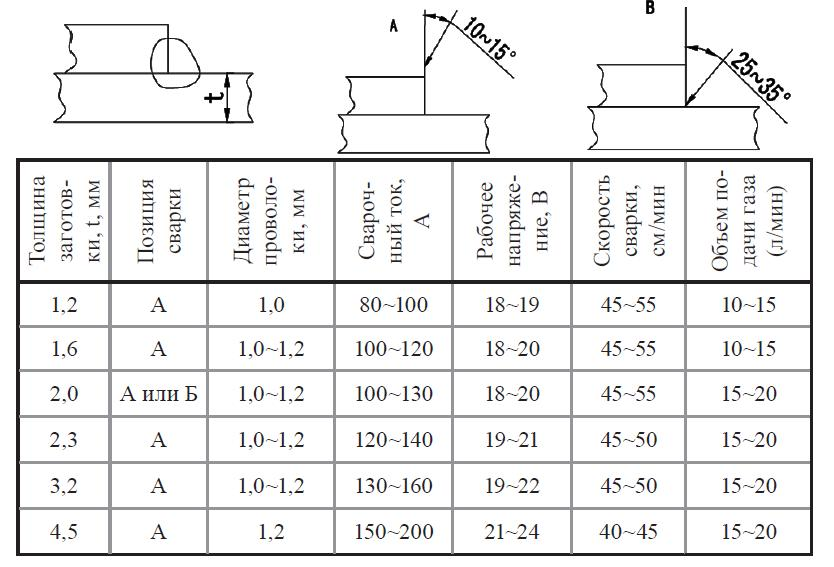 t
A
10~15°
B
25~35°
Толщина
заготов-
ки, t, мм
Позиция
сварки
Диаметр
проволо-
ки, мм
Свароч-
ный ток,
А
Рабочее
напряже-
ние, В
Скорость
сварки,
см/мин
Объем по-
дачи газа
(л/мин)
1,2 А 1,0 80~100 18~19 45~55 10~15
1,6 А 1,0~1,2 100~120 18~20 45~55 10~15
2,0 А или Б 1,0~1,2 100~130 18~20 45~55 15~20
2,3 А 1,0~1,2 120~140 19~21 45~50 15~20
3,2 А 1,0~1,2 130~160 19~22 45~50 15~20
4,5 А 1,2 150~200 21~24 40~45 15~20